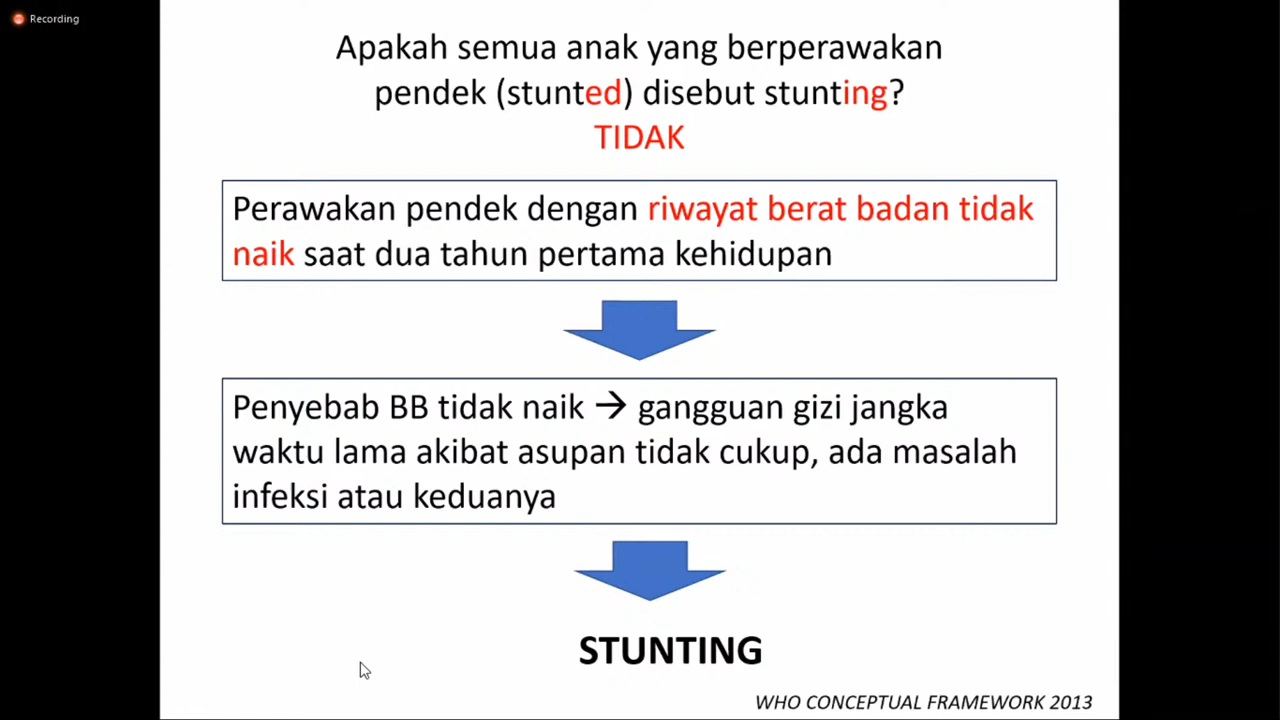 Recording
Apakah semua anak yang berperawakan
pendek (stunted) disebut stunting?
TIDAK
Perawakan pendek dengan riwayat berat badan tidak
naik saat dua tahun pertama kehidupan
Penyebab BB tidak naik → gangguan gizi jangka
waktu lama akibat asupan tidak cukup, ada masalah
infeksi atau keduanya
STUNTING
WHO CONCEPTUAL FRAMEWORK 2013